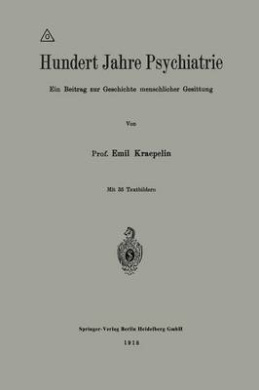 Hundert Jahre Psychiatrie
Ein Beitrag zur Geschichte menschlicher Gesittung
Von
Prof. Emil Kraepelin
Mit 35 Textbildern
Springer-Verlag Berlin Heidelberg GmbH
1918